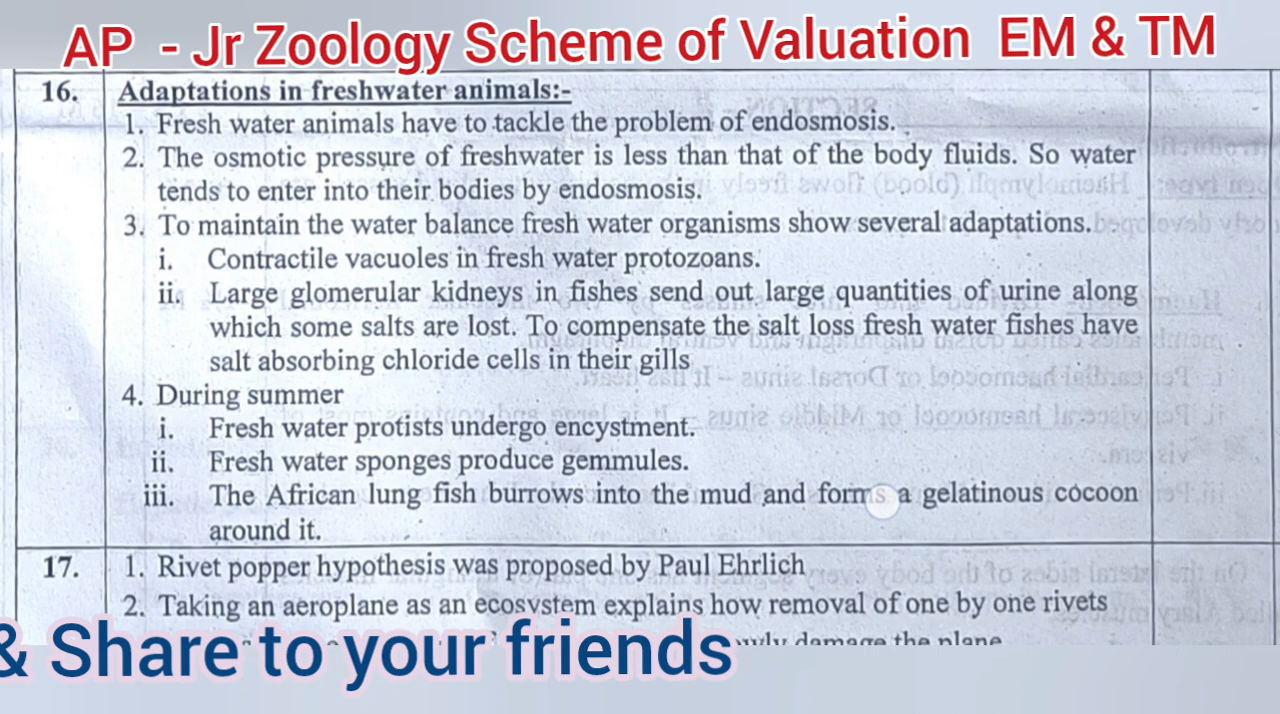 AP - Jr Zoology Scheme of Valuation EM & TM
16. Adaptations in freshwater animals:-
1. Fresh water animals have to tackle the problem of endosmosis.
2. The osmotic pressure of freshwater is less than that of the body fluids. So water
tends to enter into their bodies by endosmosis.
3. To maintain the water balance fresh water organisms show several adaptations.
i. Contractile vacuoles in fresh water protozoans.
ii. Large glomerular kidneys in fishes send out large quantities of urine along
which some salts are lost. To compensate the salt loss fresh water fishes have
salt absorbing chloride cells in their gills
4. During summer
i. Fresh water protists undergo encystment.
ii. Fresh water sponges produce gemmules.
iii. The African lung fish burrows into the mud and forms a gelatinous cocoon
around it.
17. 1. Rivet popper hypothesis was proposed by Paul Ehrlich
2. Taking an aeroplane as an ecosystem explains how removal of one by one rivets
damage the plane
& Share to your friends